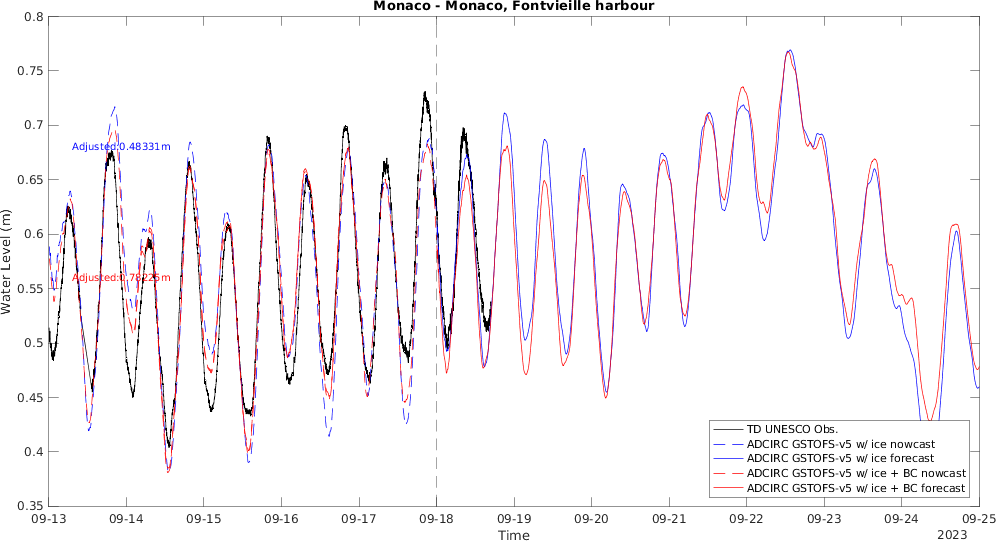 Monaco - Monaco, Fontvieille harbour
Water Level (m)
0.8
0.75
0.7
0.65
0.6
0.55
0.5
0.45
0.4
0.35
Adjusted:0.48331m
Adjusted:0.78225m
TD UNESCO Obs.
ADCIRC GSTOFS-v5 w/ ice nowcast
ADCIRC GSTOFS-v5 w/ ice forecast
ADCIRC GSTOFS-v5 w/ ice + BC nowcast
ADCIRC GSTOFS-v5 w/ ice + BC forecast
09-13 09-14 09-15 09-16 09-17 09-18 09-19 09-20 09-21 09-22 09-23 09-24 09-25
Time
2023